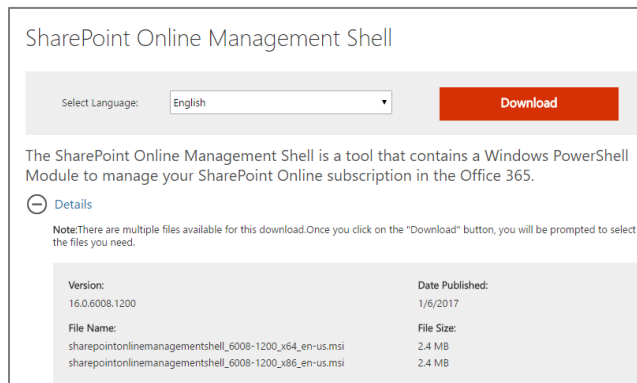 SharePoint Online Management Shell
Select Language: English Download
The SharePoint Online Management Shell is a tool that contains a Windows PowerShell
Module to manage your SharePoint Online subscription in the Office 365.
Details
Note:There are multiple files available for this download.Once you click on the "Download" button, you will be prompted to select
the files you need.
Version: Date Published:
16.0.6008.1200 1/6/2017
File Name: File Size:
sharepointonlinemanagementshell_6008-1200_x64_en-us.msi 2.4 MB
sharepointonlinemanagementshell_6008-1200_x86_en-us.msi 2.4 MB